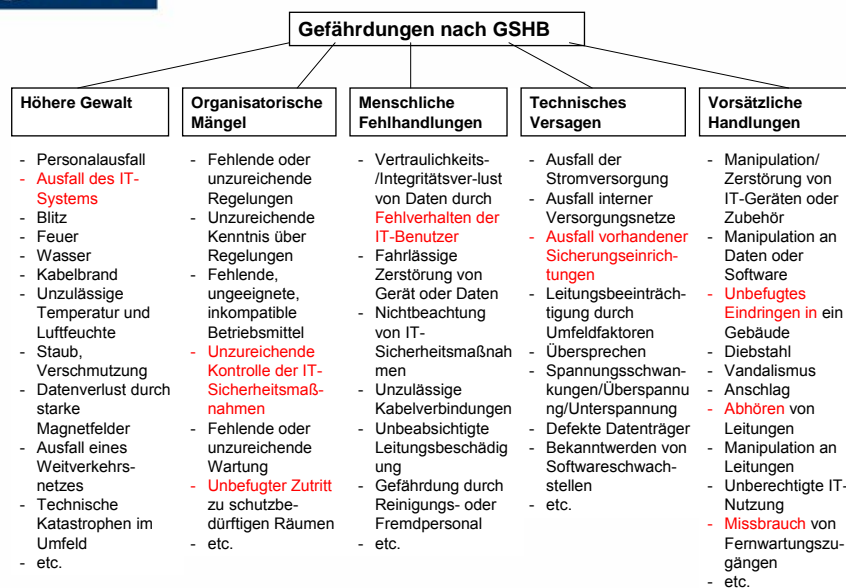 Gefährdungen nach GSHB
Höhere Gewalt
- Personalausfall
- Ausfall des IT-
Systems
- Blitz
- Feuer
- Wasser
- Kabelbrand
- Unzulässige
Temperatur und
Luftfeuchte
- Staub,
Verschmutzung
- Datenverlust durch
starke
Magnetfelder
- Ausfall eines
Weitverkehrs-
netzes
- Technische
Katastrophen im
Umfeld
- etc.
Organisatorische
Mängel
- Fehlende oder
unzureichende
Regelungen
- Unzureichende
Kenntnis über
Regelungen
- Fehlende,
ungeeignete,
inkompatible
Betriebsmittel
- Unzureichende
Kontrolle der IT-
Sicherheitsmaß-
nahmen
- Fehlende oder
unzureichende
Wartung
- Unbefugter Zutritt
zu schutzbe-
dürftigen Räumen
- etc.
Menschliche
Fehlhandlungen
- Vertraulichkeits-
/Integritätsver-lust
von Daten durch
Fehlverhalten der
IT-Benutzer
- Fahrlässige
Zerstörung von
Gerät oder Daten
- Nichtbeachtung
von IT-
Sicherheitsmaßnah
men
- Unzulässige
Kabelverbindungen
- Unbeabsichtigte
Leitungsbeschädig
ung
- Gefährdung durch
Reinigungs- oder
Fremdpersonal
- etc.
Technisches
Versagen
- Ausfall der
Stromversorgung
- Ausfall interner
Versorgungsnetze
- Ausfall vorhandener
Sicherungseinrich-
tungen
- Leitungsbeeinträch-
tigung durch
Umfeldfaktoren
- Übersprechen
- Spannungsschwan-
kungen/Überspannu
ng/Unterspannung
- Defekte Datenträger
- Bekanntwerden von
Softwareschwach-
stellen
- etc.
Vorsätzliche
Handlungen
- Manipulation/
Zerstörung von
IT-Geräten oder
Zubehör
- Manipulation an
Daten oder
Software
- Unbefugtes
Eindringen in ein
Gebäude
- Diebstahl
- Vandalismus
- Anschlag
- Abhören von
Leitungen
- Manipulation an
Leitungen
- Unberechtigte IT-
Nutzung
- Missbrauch von
Fernwartungszu-
gängen
- etc.